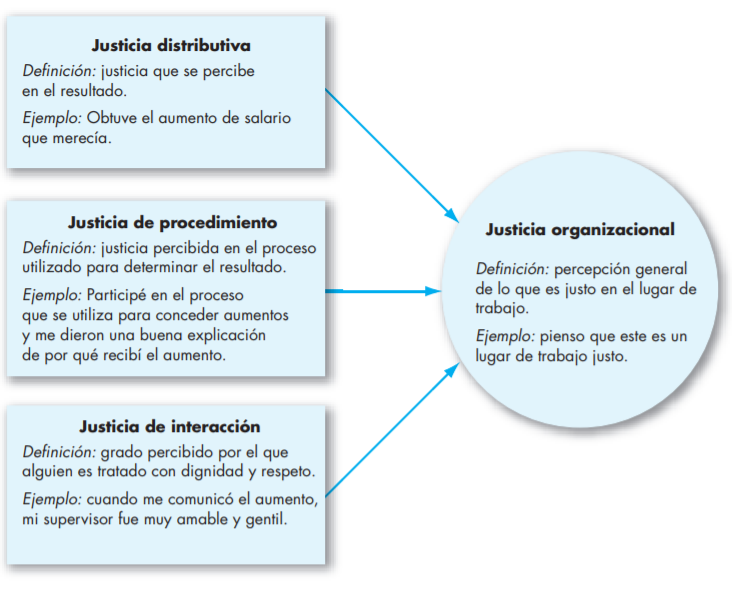 Justicia distributiva
Definición: justicia que se percibe
en el resultado.
Ejemplo: Obtuve el aumento de salario
que merecía.
Justicia de procedimiento
Definición: justicia percibida en el proceso
utilizado para determinar el resultado.
Ejemplo: Participé en el proceso
que se utiliza para conceder aumentos
y me dieron una buena explicación
de por qué recibí el aumento.
Justicia de interacción
Definición: grado percibido por el que
alguien es tratado con dignidad y respeto.
Ejemplo: cuando me comunicó el aumento,
mi supervisor fue muy amable y gentil.
Justicia organizacional
Definición: percepción general
de lo que es justo en el lugar de
trabajo.
Ejemplo: pienso que este es un
lugar de trabajo justo.